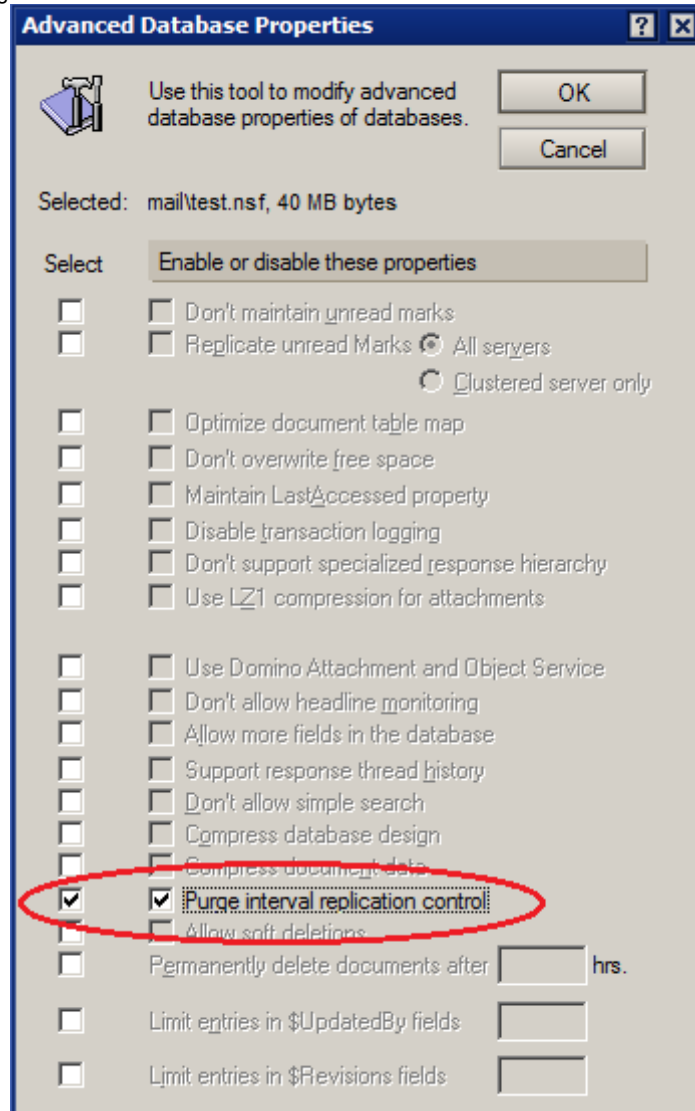 Advanced Database Properties
Use this tool to modify advanced
database properties of databases.
OK
Cancel
Selected: mail\test.nsf, 40 MB bytes
Select Enable or disable these properties
Don't maintain unread marks
Replicate unread Marks All servers
Clustered server only
Optimize document table map
Don't overwrite free space
Maintain LastAccessed property
Disable transaction logging
Don't support specialized response hierarchy
Use LZ1 compression for attachments
Use Domino Attachment and Object Service
Don't allow headline monitoring
Allow more fields in the database
Support response thread history
Don't allow simple search
Compress database design
Compress document data
Purge interval replication control
Allow soft deletions
Permanently delete documents after hrs.
Limit entries in $UpdatedBy fields
Limit entries in $Revisions fields